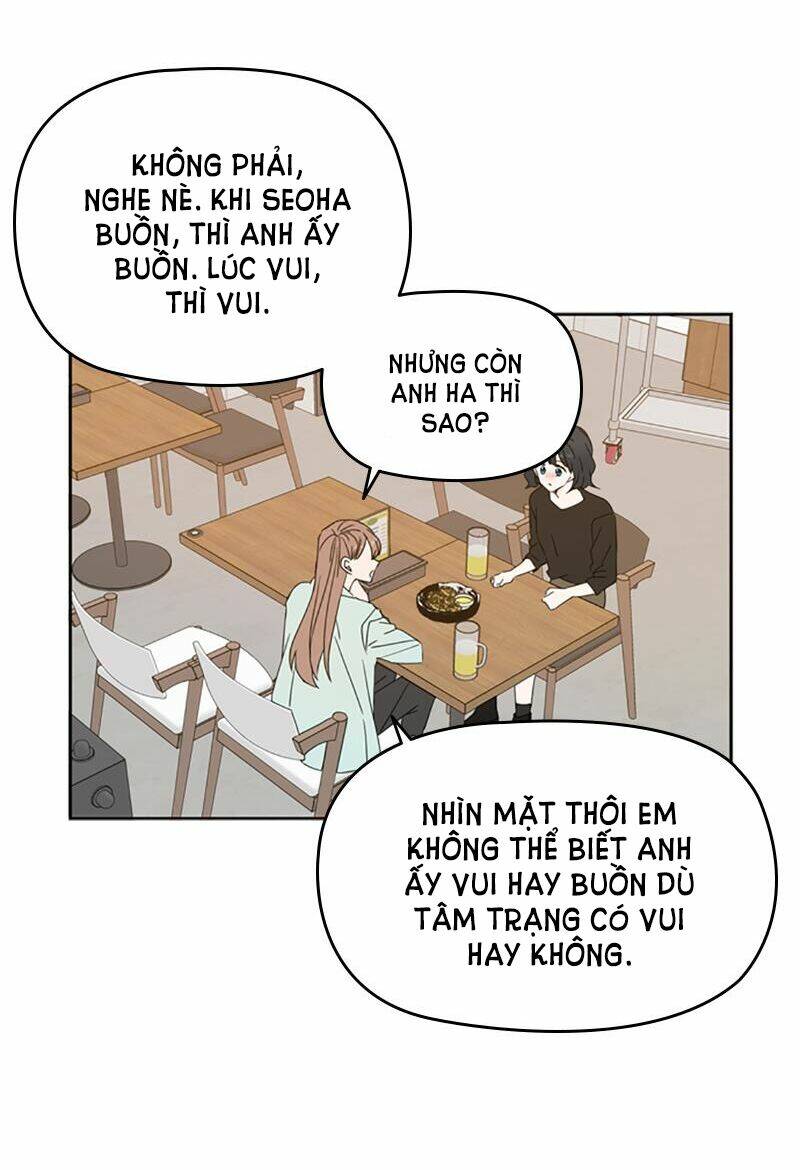 KHÔNG PHẢI,
NGHE NÈ. KHI SEOHA
BUỒN, THÌ ANH ẤY
BUỒN. LÚC VUI,
THÌ VUI.
NHƯNG CÒN
ANH HA THÌ
SAO?
NHÌN MẶT THÔI EM
KHÔNG THỂ BIẾT ANH
ẤY VUI HAY BUỒN DÙ
TÂM TRẠNG CÓ VUI
HAY KHÔNG.